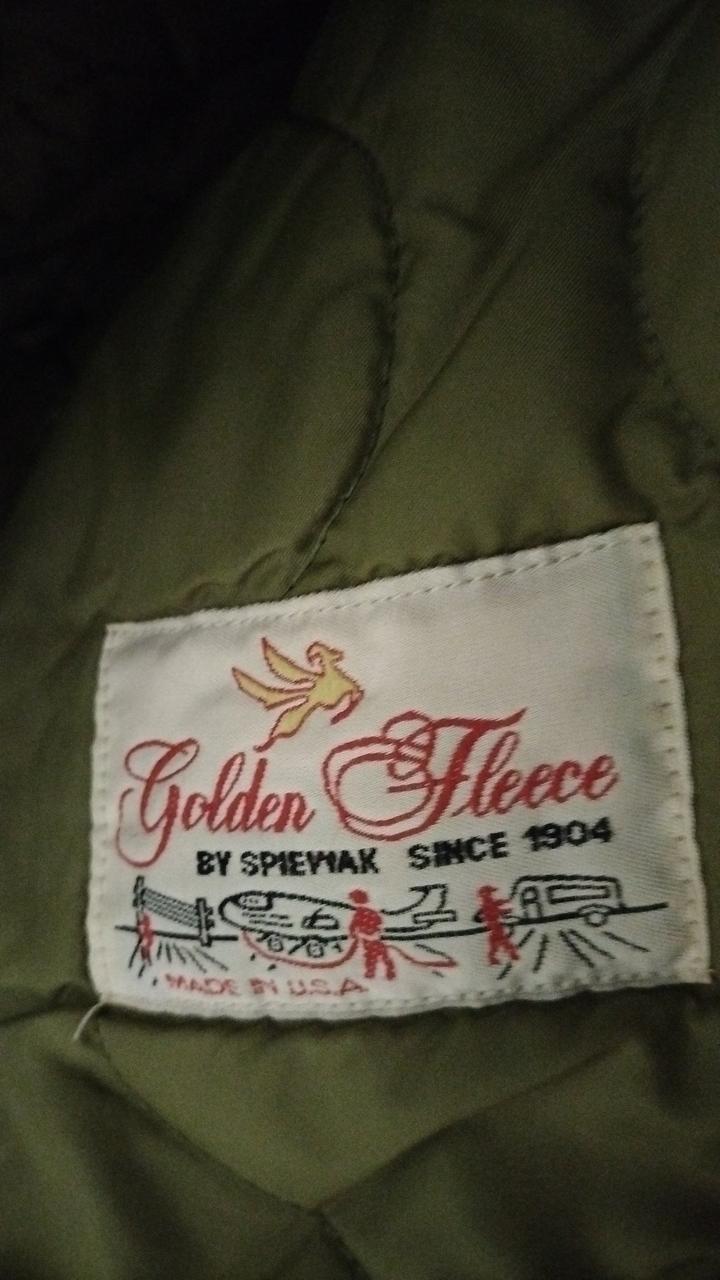 Golden Fleece
BY SPIEWAK SINCE 1904
MADE IN U.S.A.